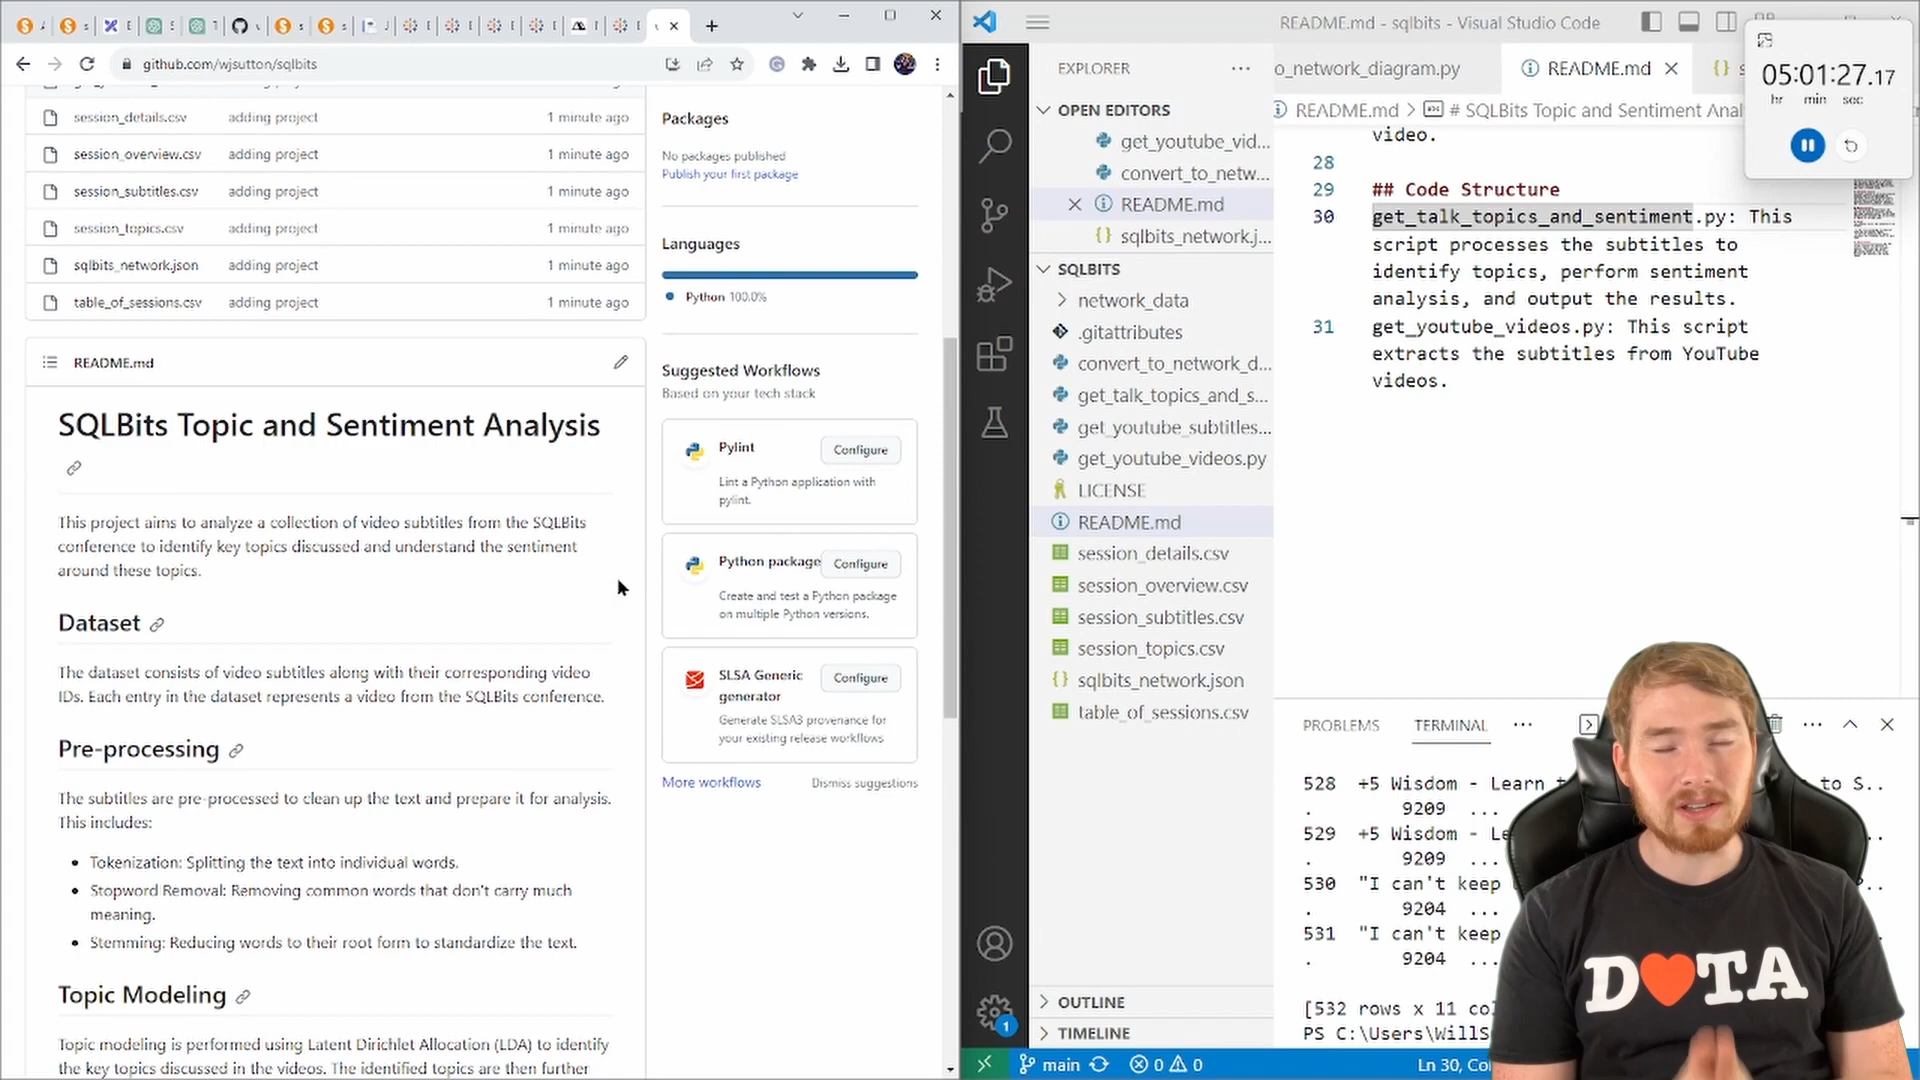 github.com/wjsutton/sqlbits
session_details.csv adding project 1 minute ago
session_overview.csv adding project 1 minute ago
session_subtitles.csv adding project 1 minute ago
session_topics.csv adding project 1 minute ago
sqlbits_network.json adding project 1 minute ago
table_of_sessions.csv adding project 1 minute ago
README.md
SQLBits Topic and Sentiment Analysis
This project aims to analyze a collection of video subtitles from the SQLBits
conference to identify key topics discussed and understand the sentiment
around these topics.
Dataset
The dataset consists of video subtitles along with their corresponding video
IDs. Each entry in the dataset represents a video from the SQLBits conference.
Pre-processing
The subtitles are pre-processed to clean up the text and prepare it for analysis.
This includes:
• Tokenization: Splitting the text into individual words.
• Stopword Removal: Removing common words that don't carry much
meaning.
• Stemming: Reducing words to their root form to standardize the text.
Topic Modeling
Topic modeling is performed using Latent Dirichlet Allocation (LDA) to identify
the key topics discussed in the videos. The identified topics are then further
Packages
No packages published
Publish your first package
Languages
Python 100.0%
Suggested Workflows
Based on your tech stack
Pylint Configure
Lint a Python application with
pylint.
Python package Configure
Create and test a Python package
on multiple Python versions.
SLSA Generic
generator
Configure
Generate SLSA3 provenance for
your existing release workflows
More workflows Dismiss suggestions
README.md - sqlbits - Visual Studio Code
EXPLORER
OPEN EDITORS
get_youtube_vid...
convert_to_netw...
README.md
sqlbits_network.j...
SQLBITS
network_data
.gitattributes
convert_to_network_d...
get_talk_topics_and_s...
get_youtube_subtitles...
get_youtube_videos.py
LICENSE
README.md
session_details.csv
session_overview.csv
session_subtitles.csv
session_topics.csv
sqlbits_network.json
table_of_sessions.csv
OUTLINE
TIMELINE
o_network_diagram.py README.md
README.md > # SQLBits Topic and Sentiment Anal
video.
28
29 ## Code Structure
30 get_talk_topics_and_sentiment.py: This
script processes the subtitles to
identify topics, perform sentiment
analysis, and output the results.
31 get_youtube_videos.py: This script
extracts the subtitles from YouTube
videos.
05:01:27.17
hr min sec
PROBLEMS TERMINAL ...
528 +5 Wisdom - Learn to S..
. 9209 ...
529 +5 Wisdom - Le
. 9209 ...
530 "I can't keep
. 9204 ...
531 "I can't keep
. 9204 ...
[532 rows x 11 col
PS C:\Users\WillS
1
main 0 0
Ln 30, Co
DOTA